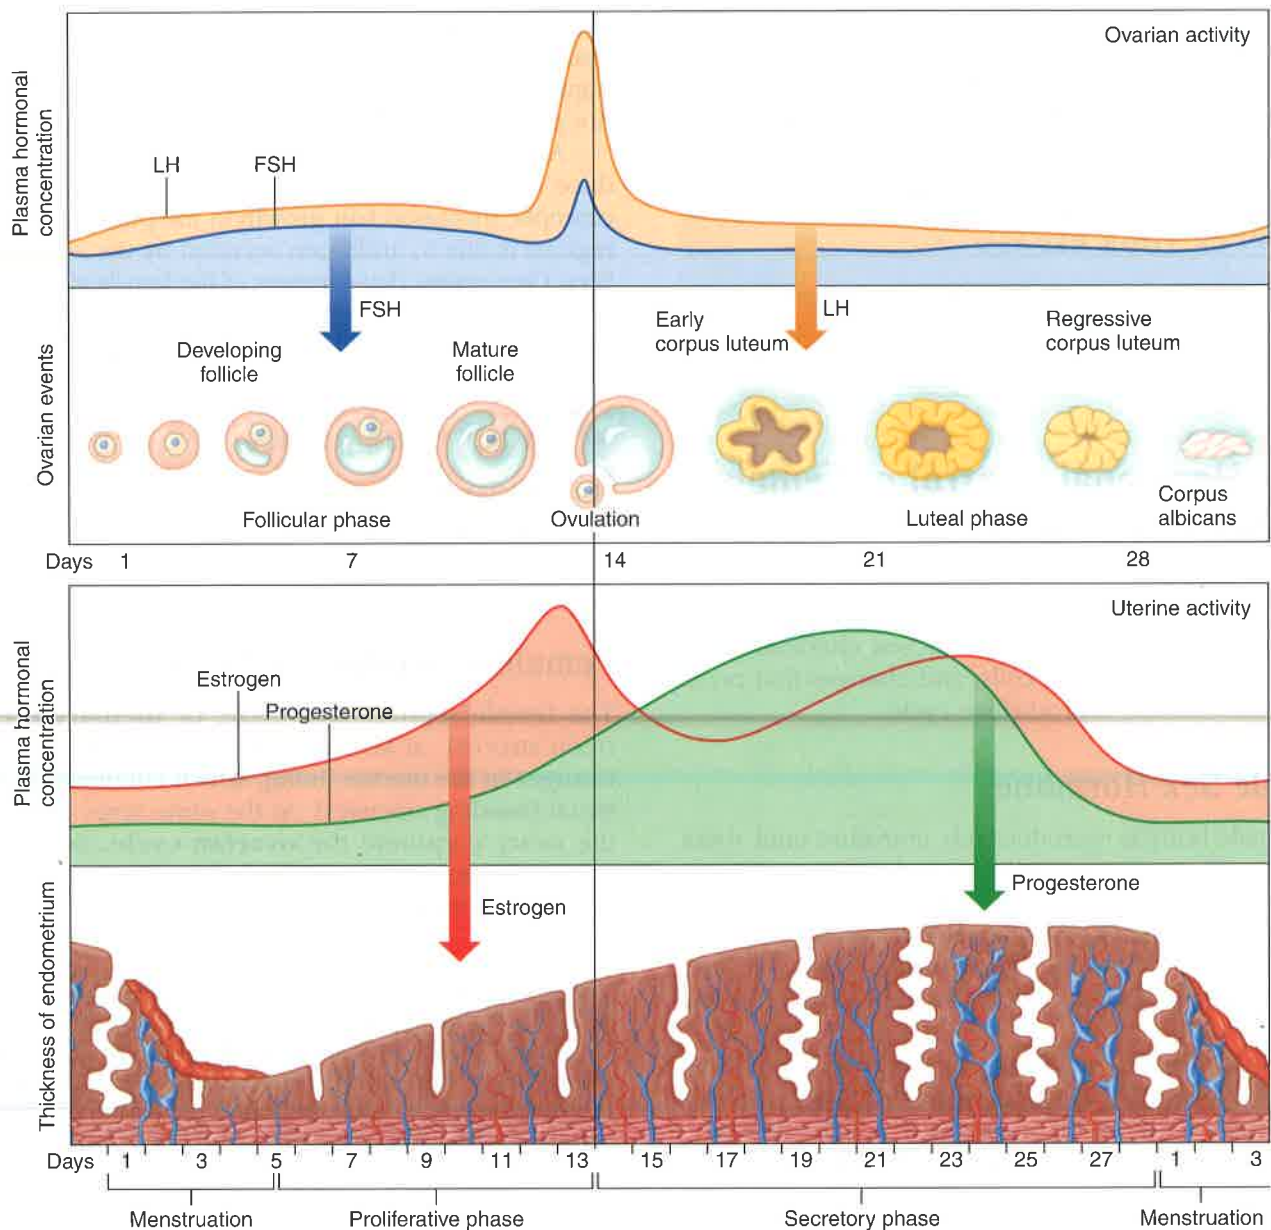 Ovarian activity
Plasma hormonal
concentration
LH
FSH
FSH
LH
Ovarian events
Developing
follicle
Mature
follicle
Early
corpus luteum
Regressive
corpus luteum
Corpus
albicans
Follicular phase
Ovulation
Luteal phase
Days 1 7 14 21 28
Uterine activity
Plasma hormonal
concentration
Estrogen
Progesterone
Estrogen
Progesterone
Thickness of endometrium
Days 1 3 5 7 9 11 13 15 17 19 21 23 25 27 1 3
Menstruation
Proliferative phase
Secretory phase
Menstruation